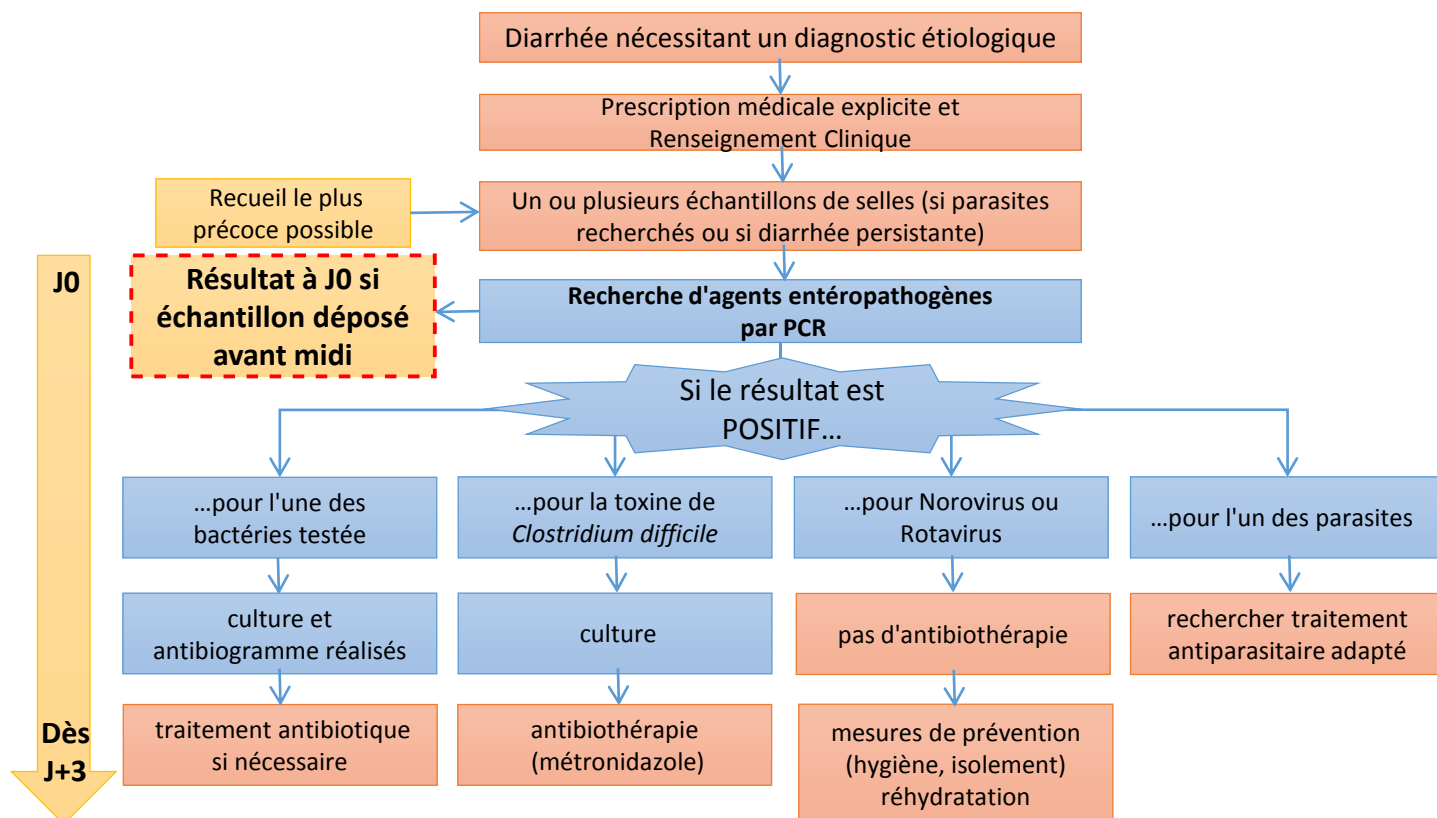 Diarrhée nécessitant un diagnostic étiologique
Prescription médicale explicite et
Renseignement Clinique
Recueil le plus
précoce possible
Un ou plusieurs échantillons de selles (si parasites
recherchés ou si diarrhée persistante)
J0
Résultat à J0 si
échantillon déposé
avant midi
Recherche d'agents entéropathogènes
par PCR
Si le résultat est
POSITIF...
...pour l'une des
bactéries testée
...pour la toxine de
Clostridium difficile
...pour Norovirus ou
Rotavirus
...pour l'un des parasites
culture et
antibiogramme réalisés
culture
pas d'antibiothérapie
rechercher traitement
antiparasitaire adapté
Dès
J+3
traitement antibiotique
si nécessaire
antibiothérapie
(métronidazole)
mesures de prévention
(hygiène, isolement)
réhydratation